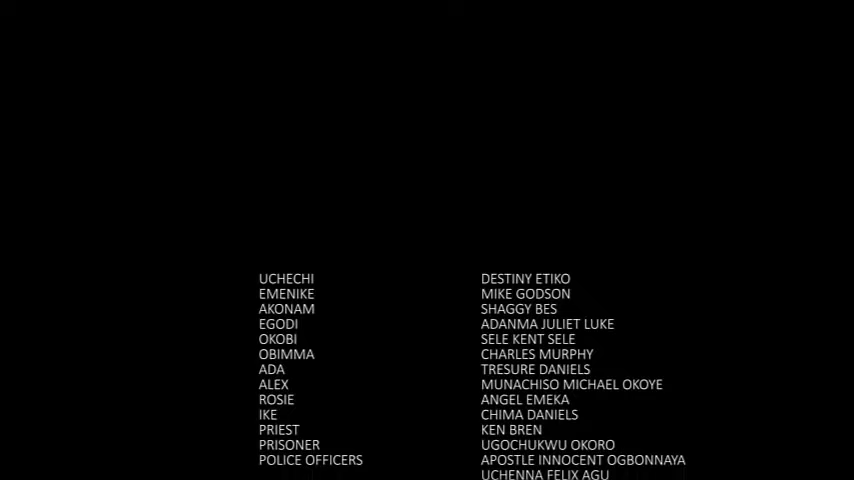 UCHECHI DESTINY ETIKO
EMENIKE MIKE GODSON
AKONAM SHAGGY BES
EGODI ADANMA JULIET LUKE
OKOBI SELE KENT SELE
OBIMMA CHARLES MURPHY
ADA TRESURE DANIELS
ALEX MUNACHISO MICHAEL OKOYE
ROSIE ANGEL EMEKA
IKE CHIMA DANIELS
PRIEST KEN BREN
PRISONER UGOCHUKWU OKORO
POLICE OFFICERS APOSTLE INNOCENT OGBONNAYA
UCHENNA FELIX AGU